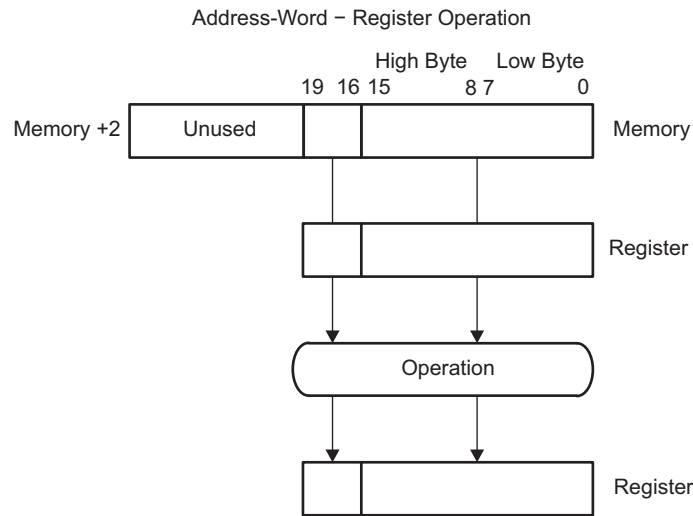 Address-Word − Register Operation
High Byte Low Byte
19 16 15 8 7 0
Memory +2 Unused Memory
Register
Operation
Register